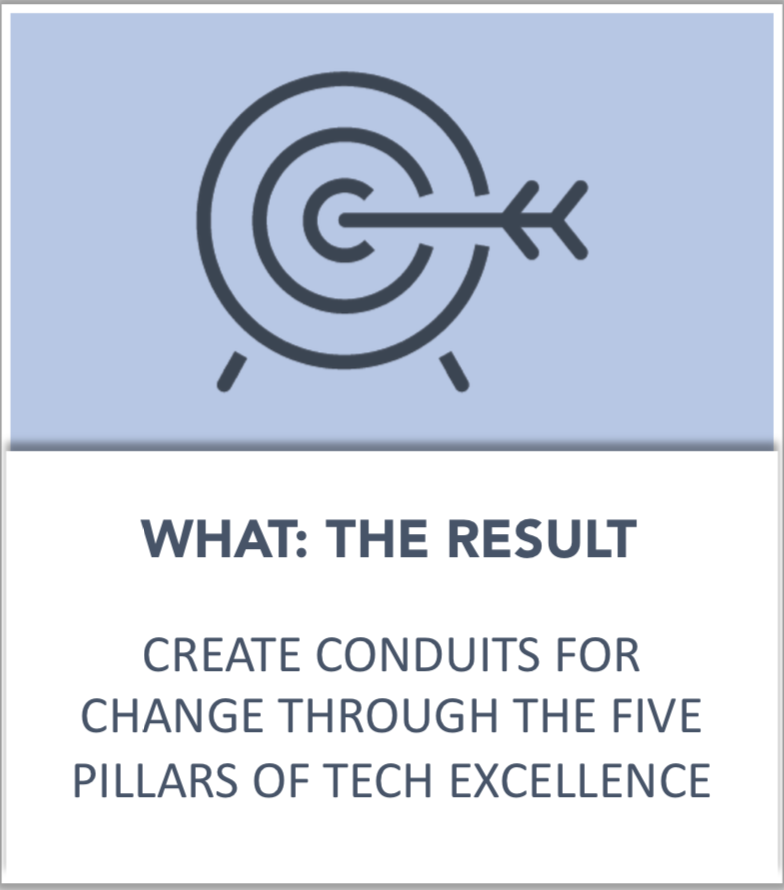 WHAT: THE RESULT
CREATE CONDUITS FOR
CHANGE THROUGH THE FIVE
PILLARS OF TECH EXCELLENCE